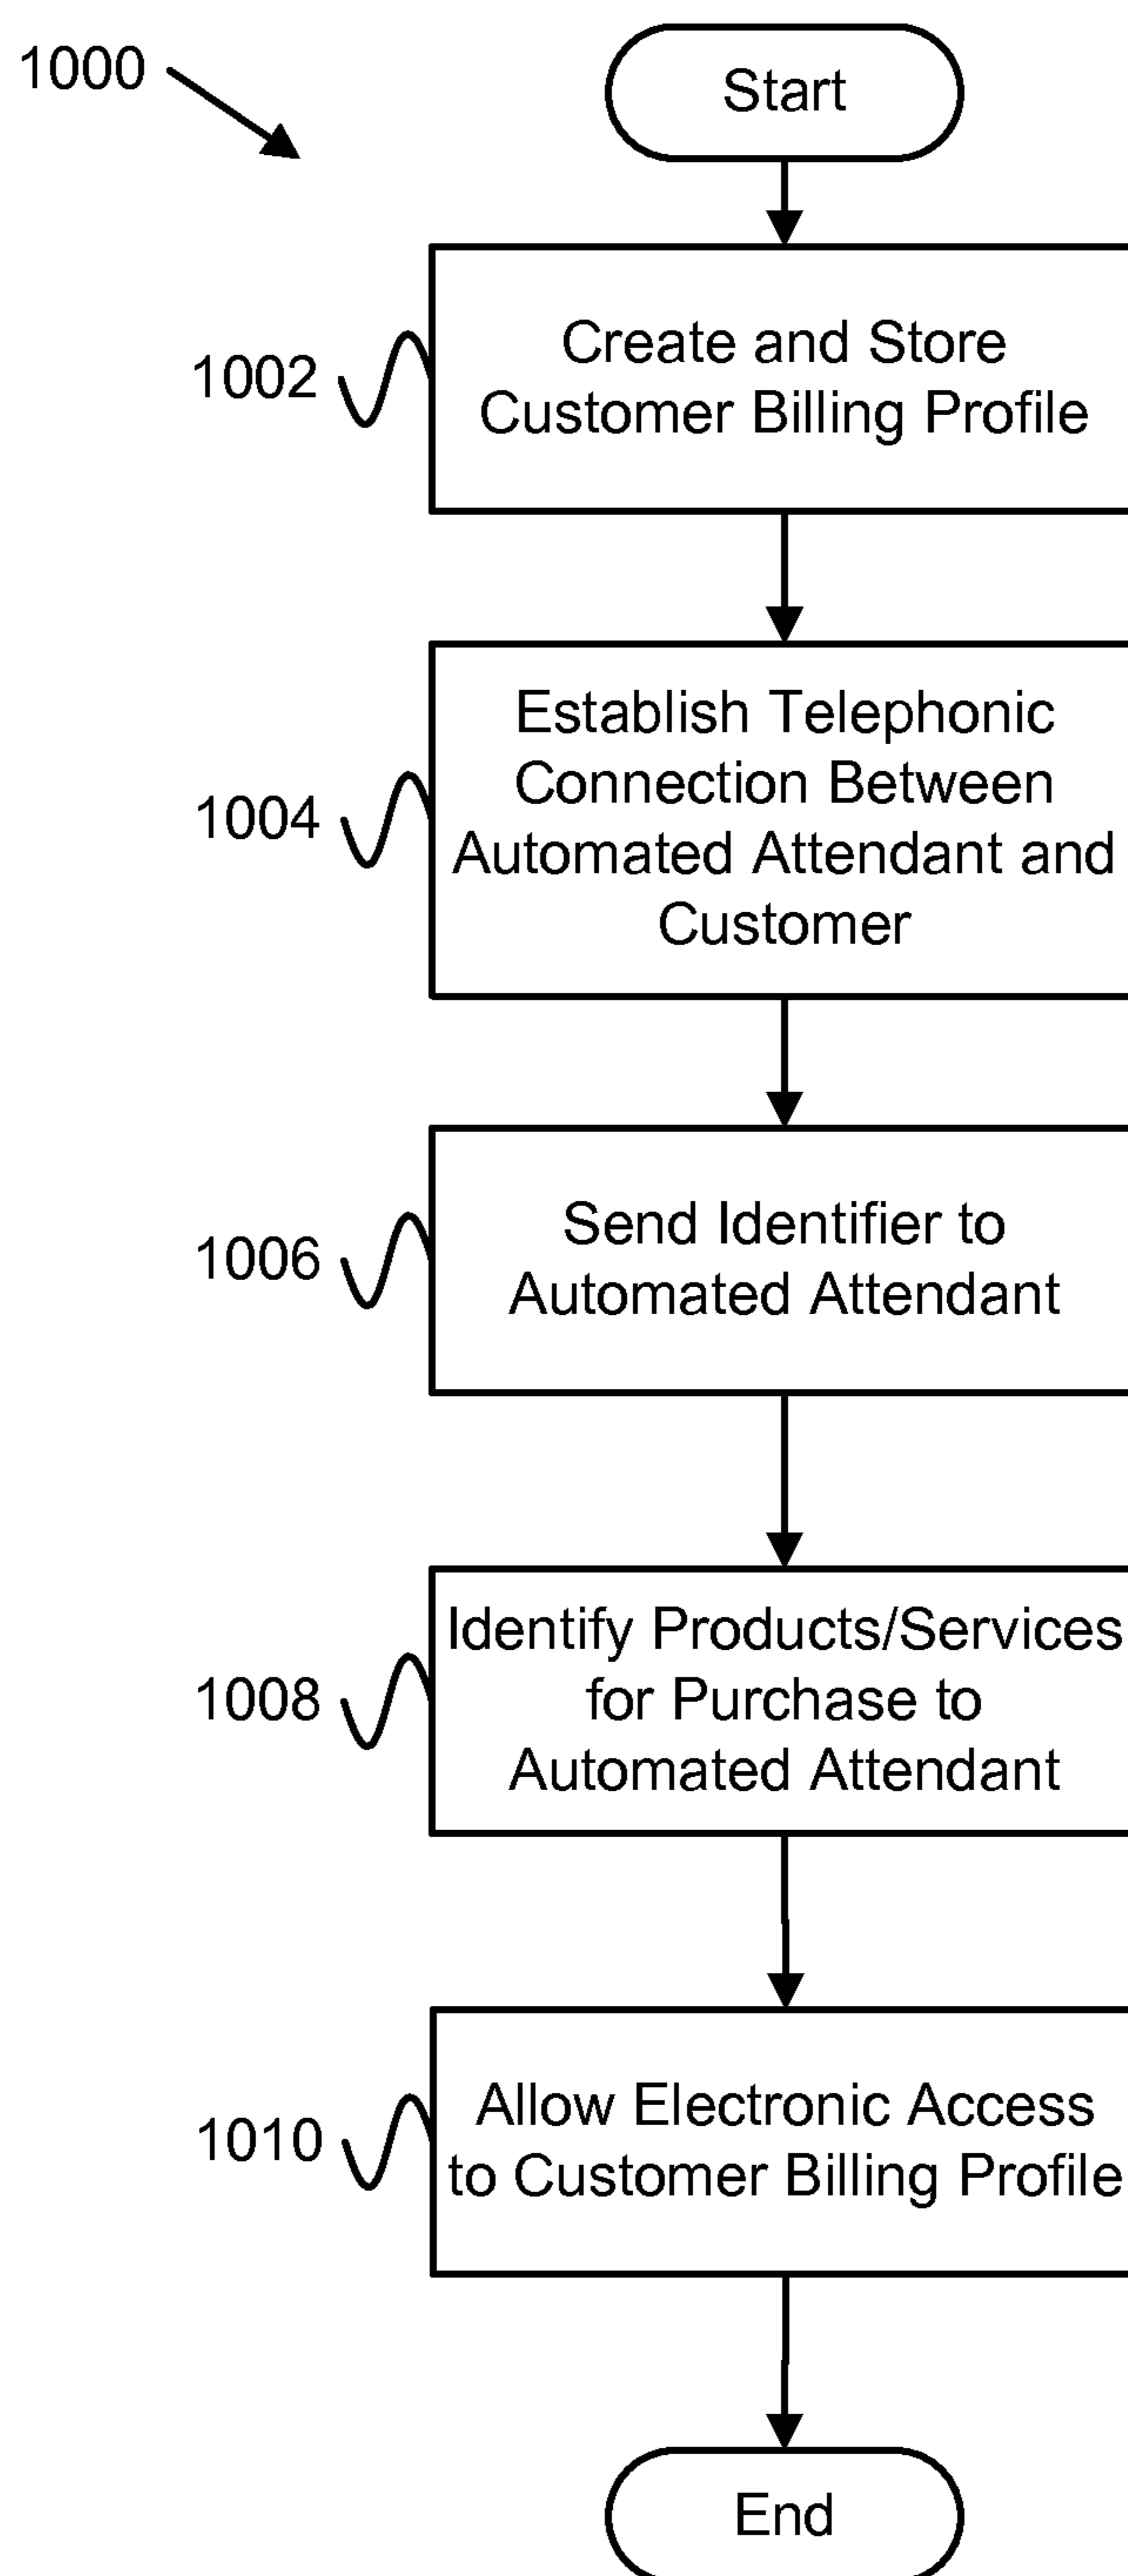 1000
Start
1002
Create and Store
Customer Billing Profile
1004
Establish Telephonic
Connection Between
Automated Attendant and
Customer
1006
Send Identifier to
Automated Attendant
1008
Identify Products/Services
for Purchase to
Automated Attendant
1010
Allow Electronic Access
to Customer Billing Profile
End